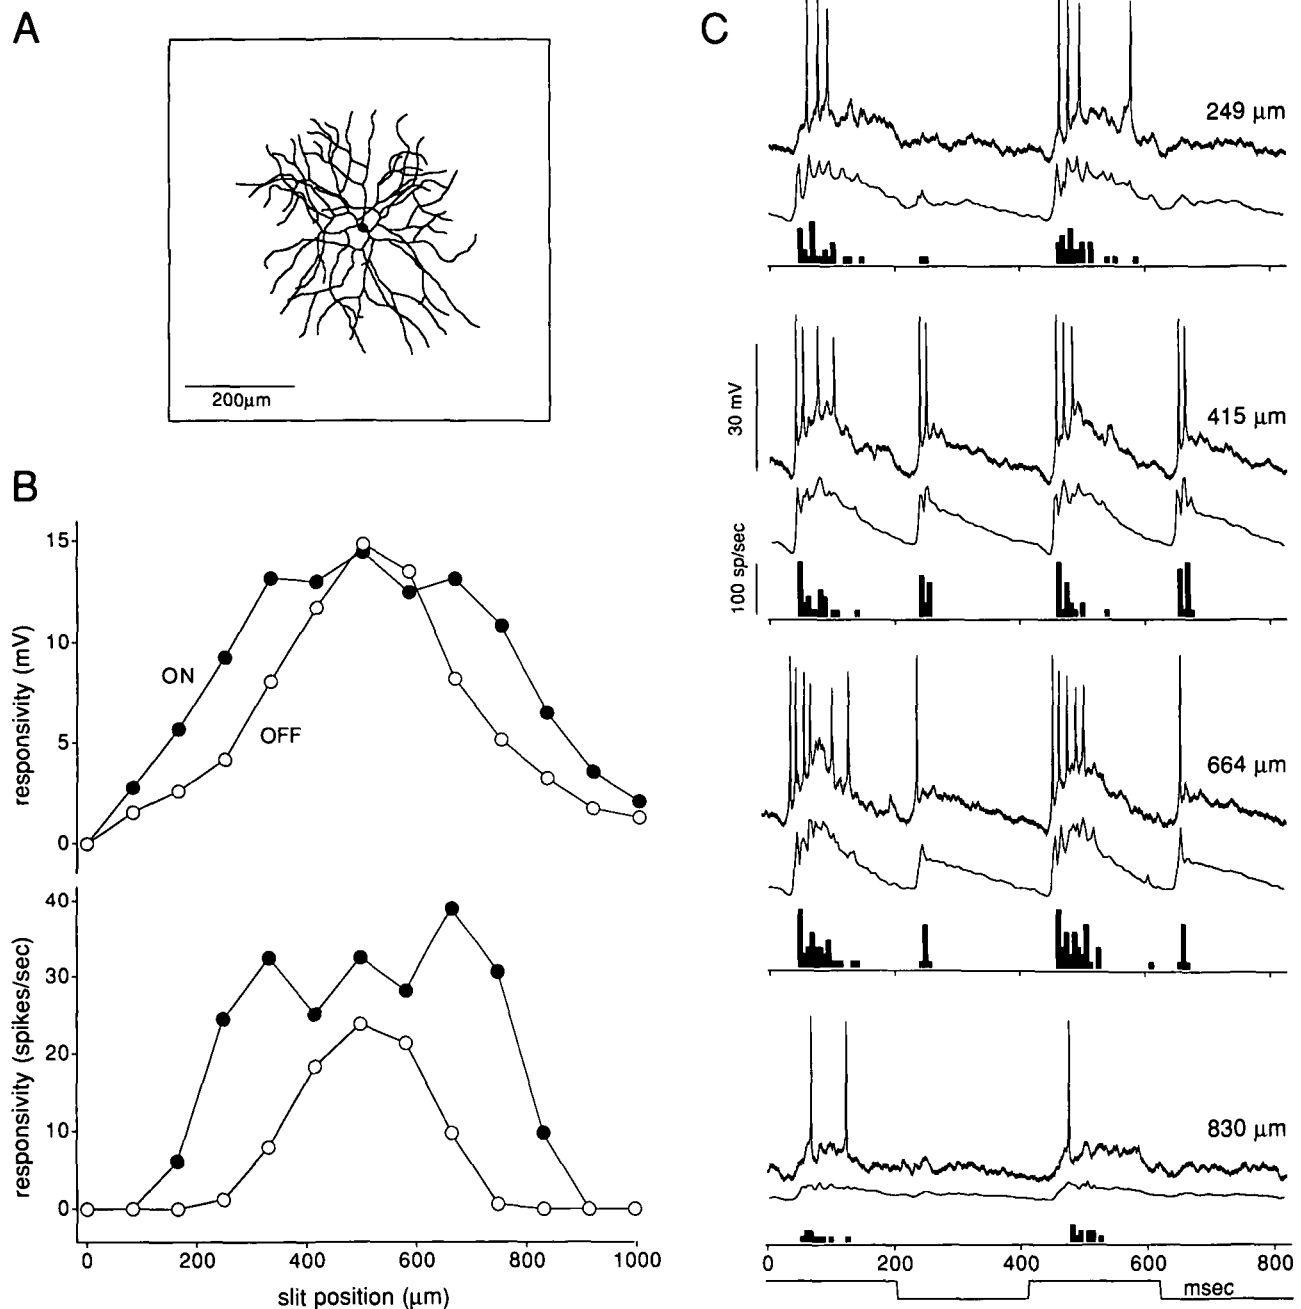 A
200μm
B
15
10
5
0
responsivity (mV)
ON
OFF
40
30
20
10
0
responsivity (spikes/sec)
0 200 400 600 800 1000
slit position (μm)
C
249 μm
30 mV
415 μm
100 sp/sec
664 μm
830 μm
0 200 400 600 800
msec